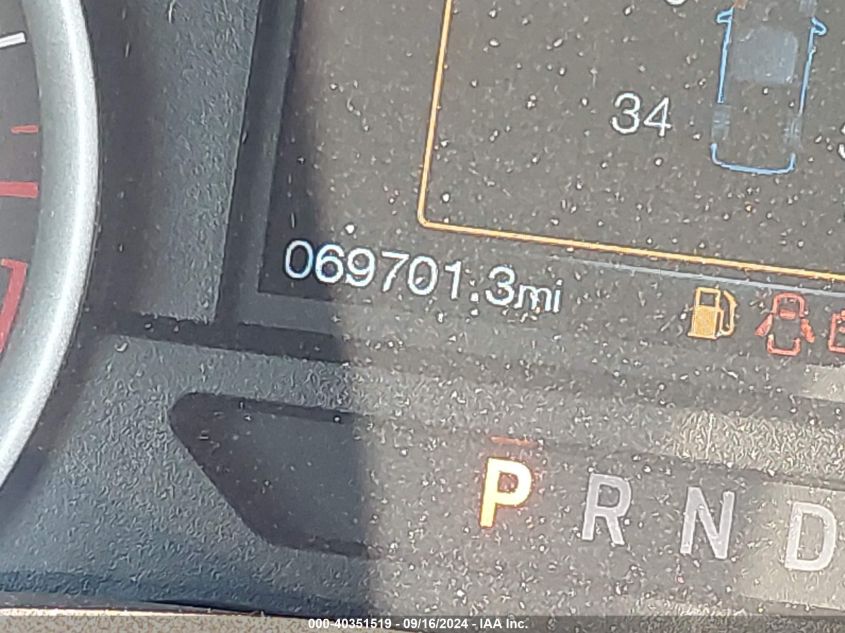 34
069701.3mi
P R N D
000-40351519 - 09/16/2024 - IAA Inc.